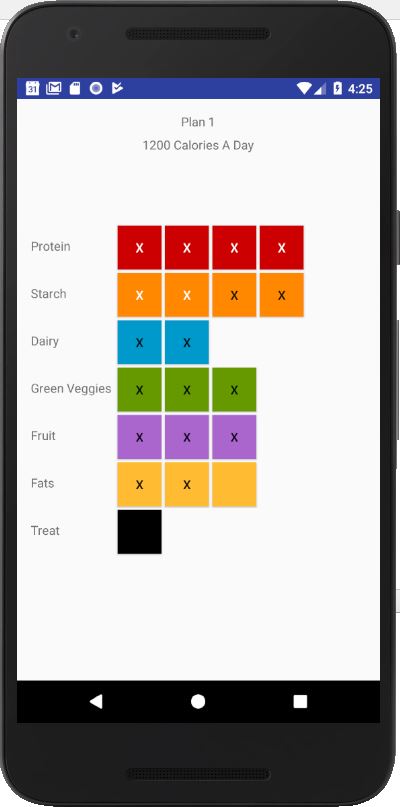 31 4:25
Plan 1
1200 Calories A Day
Protein X X X X
Starch X X X X
Dairy X X
Green Veggies X X X
Fruit X X X
Fats X X
Treat